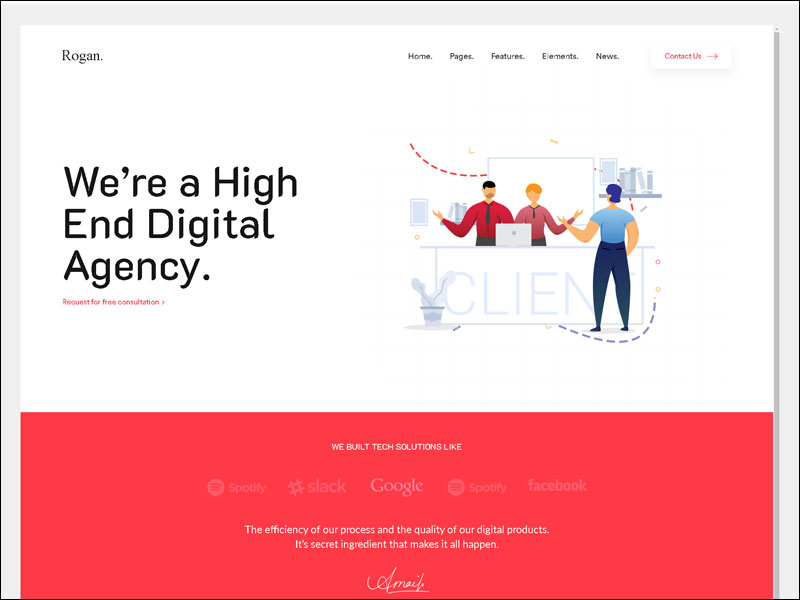 Rogan.
Home. Pages. Features. Elements. News. Contact Us
We’re a High
End Digital
Agency.
Request for free consultation
CLIEN
WE BUILT TECH SOLUTIONS LIKE
Spotify slack Google Spotify facebook
The efficiency of our process and the quality of our digital products.
It’s secret ingredient that makes it all happen.